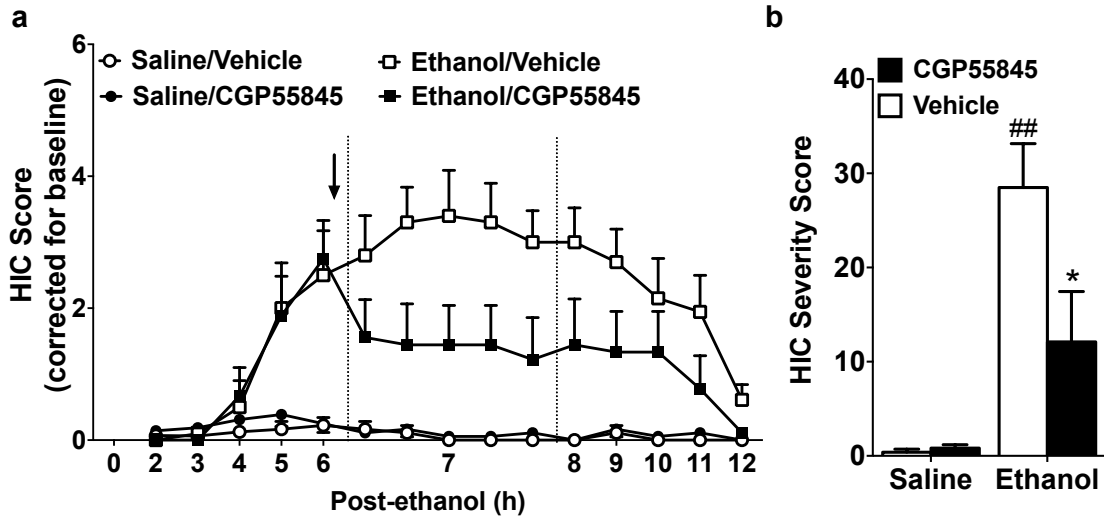 a
HIC Score
(corrected for baseline)
6
4
2
0
Saline/Vehicle
Saline/CGP55845
Ethanol/Vehicle
Ethanol/CGP55845
0 2 3 4 5 6 7 8 9 10 11 12
Post-ethanol (h)
b
HIC Severity Score
40
30
20
10
0
CGP55845
Vehicle
##
*
Saline Ethanol